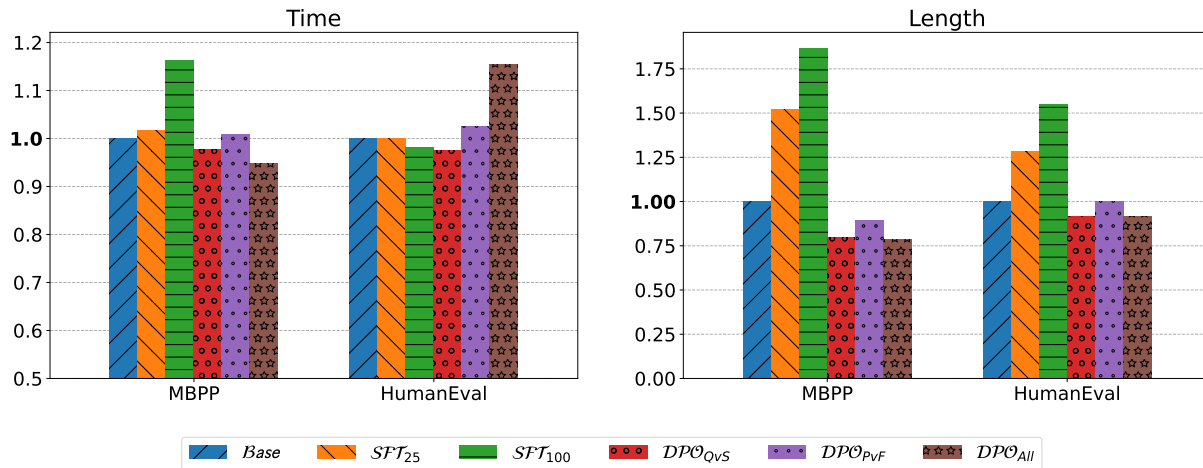 Time
1.2
1.1
1.0
0.9
0.8
0.7
0.6
0.5
MBPP
HumanEval
Length
1.75
1.50
1.25
1.00
0.75
0.50
0.25
0.00
MBPP
HumanEval
Base
SFT25
SFT100
DPOQvS
DPOPvF
DPOAll